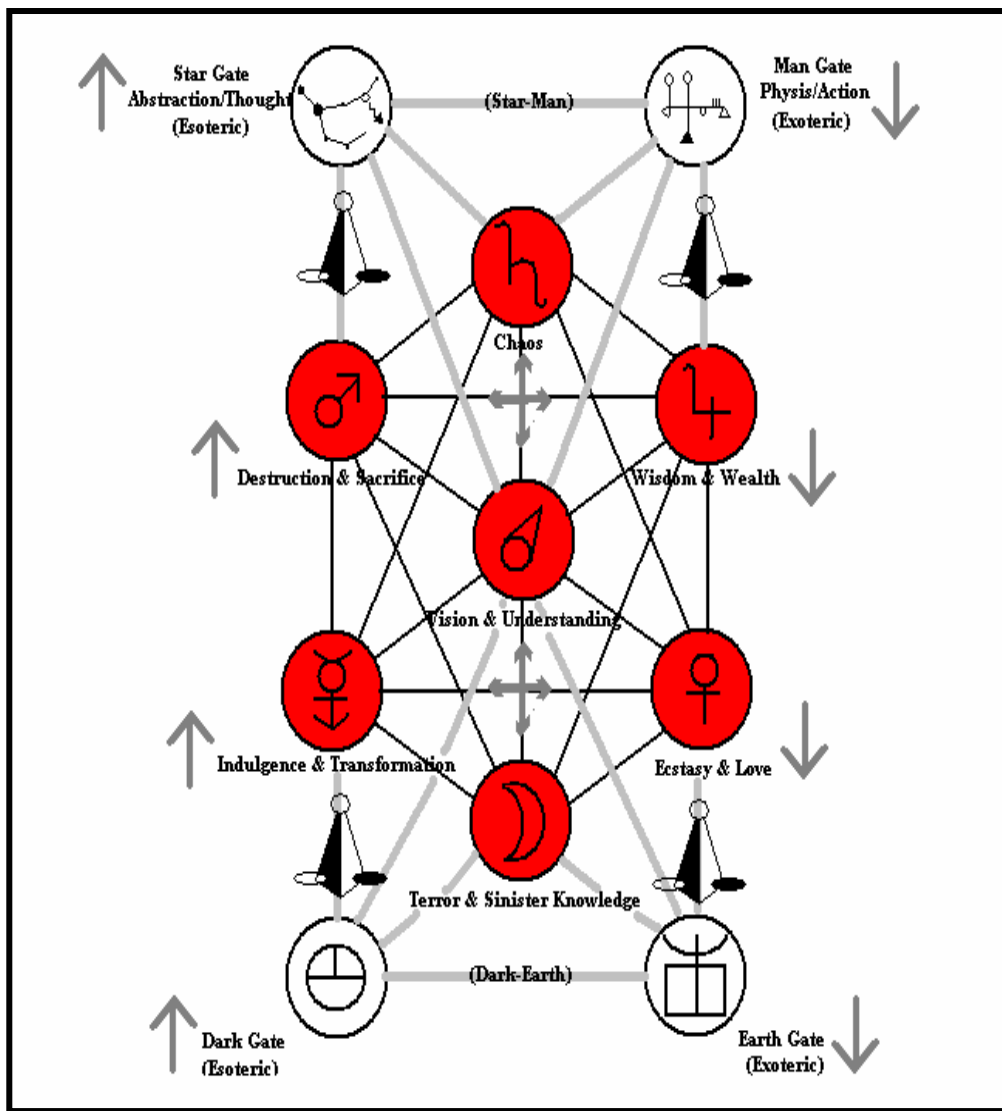 Star Gate
Abstraction/Thought
(Esoteric)
(Star-Man)
Man Gate
Physis/Action
(Exoteric)
Chaos
Destruction & Sacrifice
Wisdom & Wealth
Vision & Understanding
Indulgence & Transformation
Ecstasy & Love
Terror & Sinister Knowledge
(Dark-Earth)
Dark Gate
(Esoteric)
Earth Gate
(Exoteric)